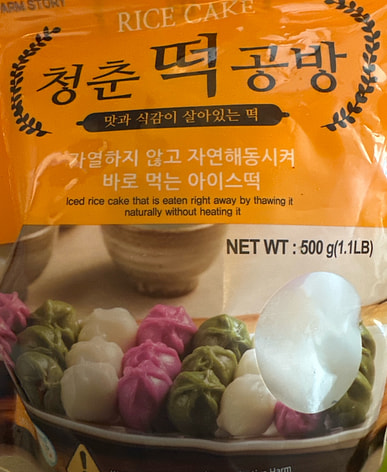 ARM STORY
RICE CAKE
청춘 떡 공방
맛과 식감이 살아있는 떡
가열하지 않고 자연해동시켜
바로 먹는 아이스떡
Iced rice cake that is eaten right away by thawing it
naturally without heating it
NET WT : 500 g(1.1LB)
Harm